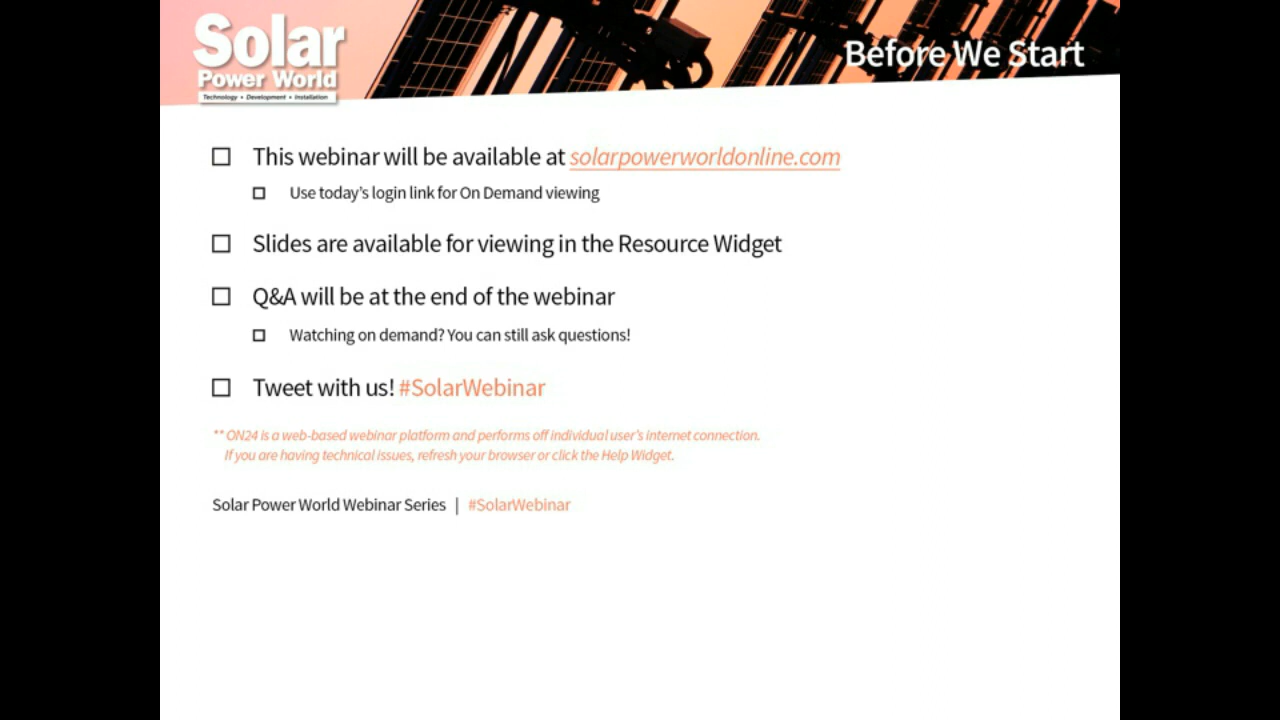 Solar
Power World
Technology • Development • Installation
Before We Start
This webinar will be available at solarpowerworldonline.com
Use today's login link for On Demand viewing
Slides are available for viewing in the Resource Widget
Q&A will be at the end of the webinar
Watching on demand? You can still ask questions!
Tweet with us! #SolarWebinar
** ON24 is a web-based webinar platform and performs off individual user's internet connection.
If you are having technical issues, refresh your browser or click the Help Widget.
Solar Power World Webinar Series | #SolarWebinar